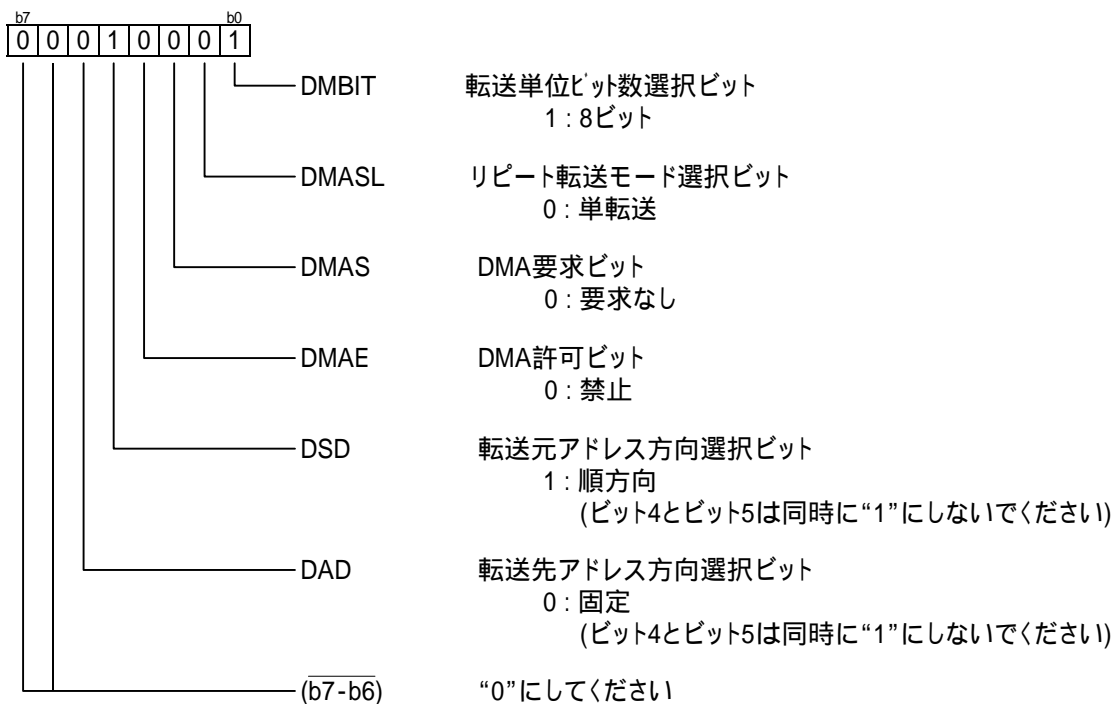 b7 b0
0 0 0 1 0 0 0 1
DMBIT 転送単位ビット数選択ビット
1 : 8ビット
DMASL リピート転送モード選択ビット
0 : 単転送
DMAS DMA要求ビット
0 : 要求なし
DMAE DMA許可ビット
0 : 禁止
DSD 転送元アドレス方向選択ビット
1 : 順方向
(ビット4とビット5は同時に“1”にしないでください)
DAD 転送先アドレス方向選択ビット
0 : 固定
(ビット4とビット5は同時に“1”にしないでください)
(b7-b6) “0”にしてください